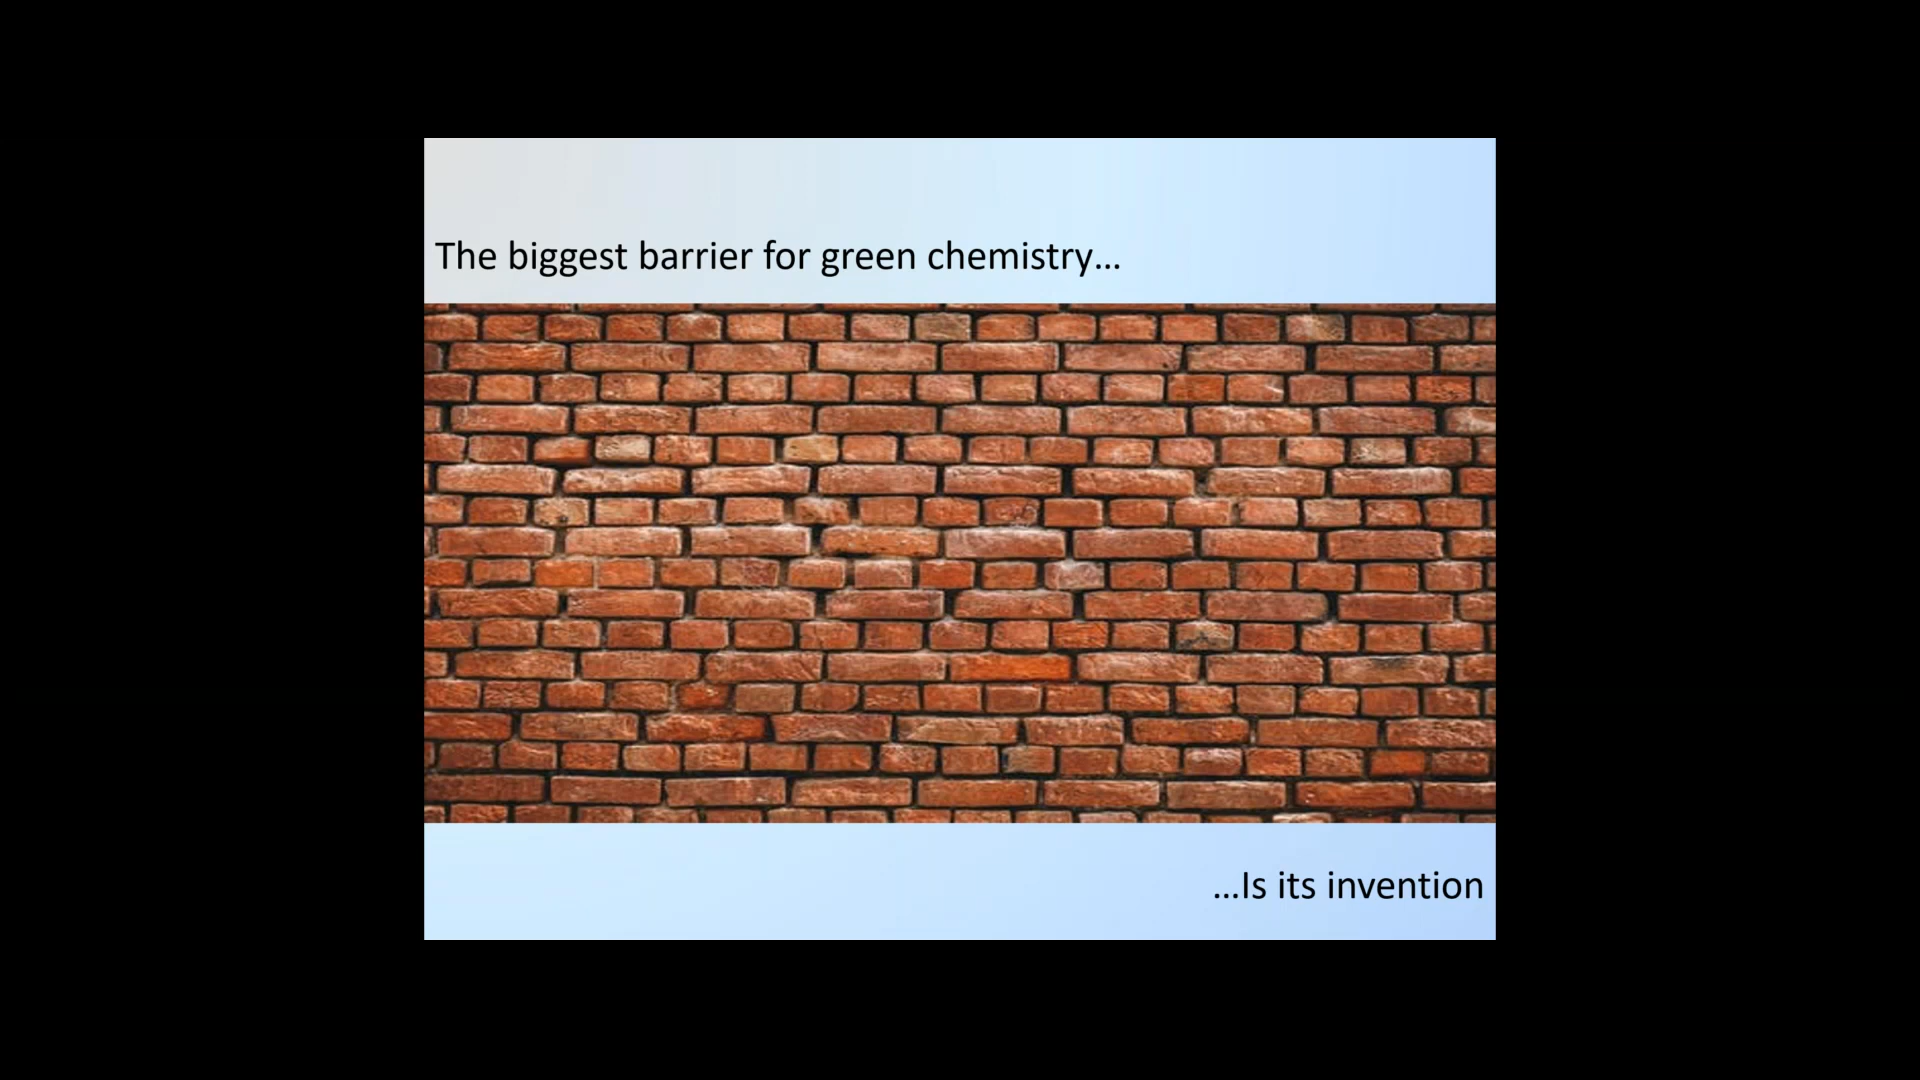 The biggest barrier for green chemistry...
...Is its invention